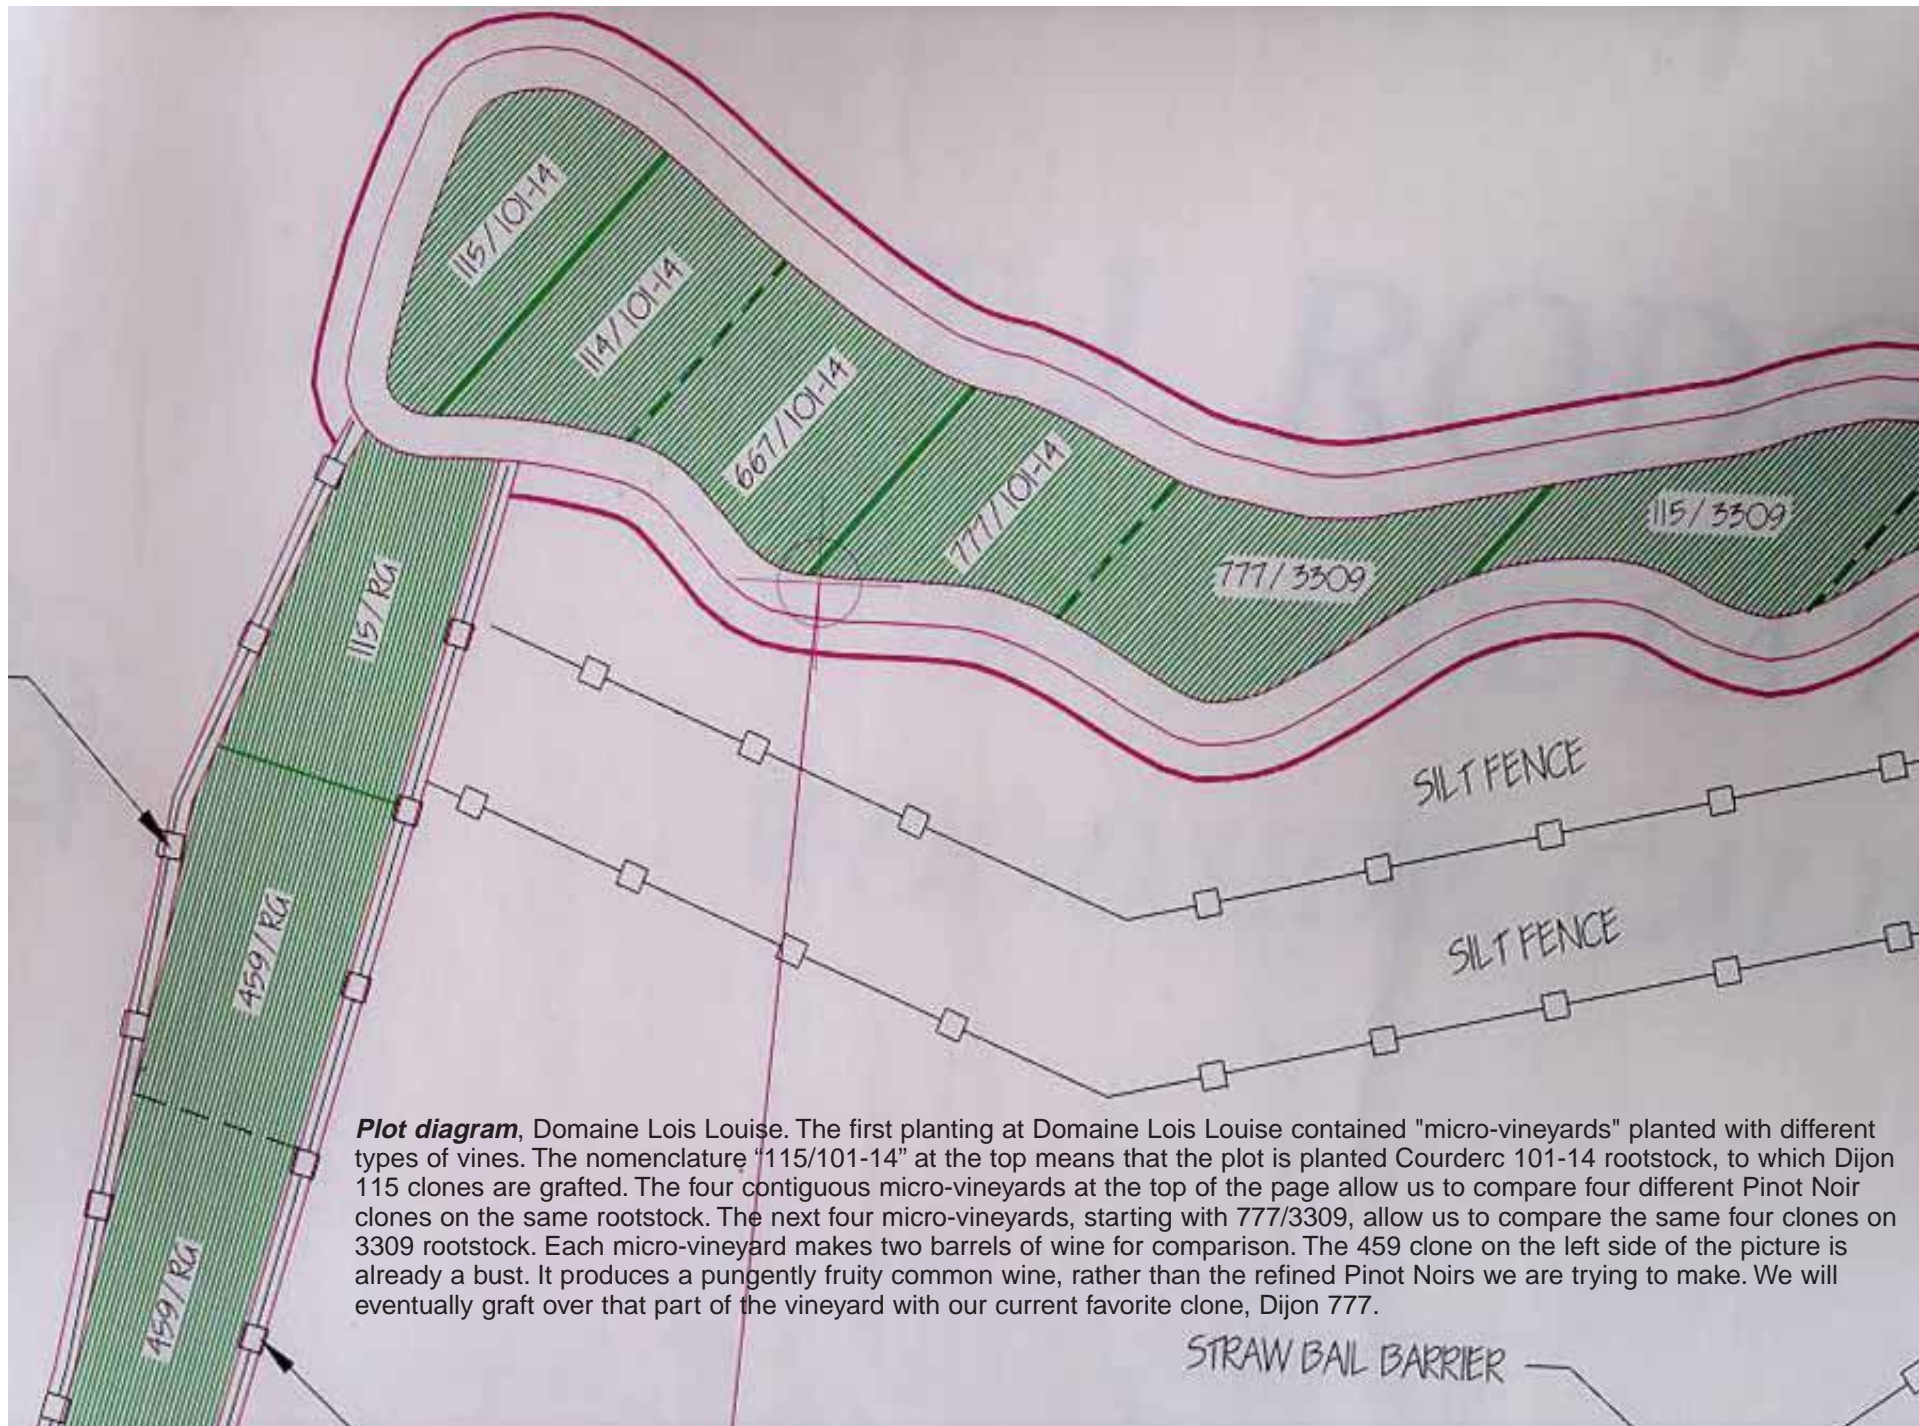 115/101-14
114/101-14
667/101-14
777/101-14
777/3309
115/3309
115/RG
459/RG
459/RG
SILT FENCE
SILT FENCE
Plot diagram, Domaine Lois Louise. The first planting at Domaine Lois Louise contained "micro-vineyards" planted with different
types of vines. The nomenclature “115/101-14” at the top means that the plot is planted Courderc 101-14 rootstock, to which Dijon
115 clones are grafted. The four contiguous micro-vineyards at the top of the page allow us to compare four different Pinot Noir
clones on the same rootstock. The next four micro-vineyards, starting with 777/3309, allow us to compare the same four clones on
3309 rootstock. Each micro-vineyard makes two barrels of wine for comparison. The 459 clone on the left side of the picture is
already a bust. It produces a pungently fruity common wine, rather than the refined Pinot Noirs we are trying to make. We will
eventually graft over that part of the vineyard with our current favorite clone, Dijon 777.
STRAW BAIL BARRIER